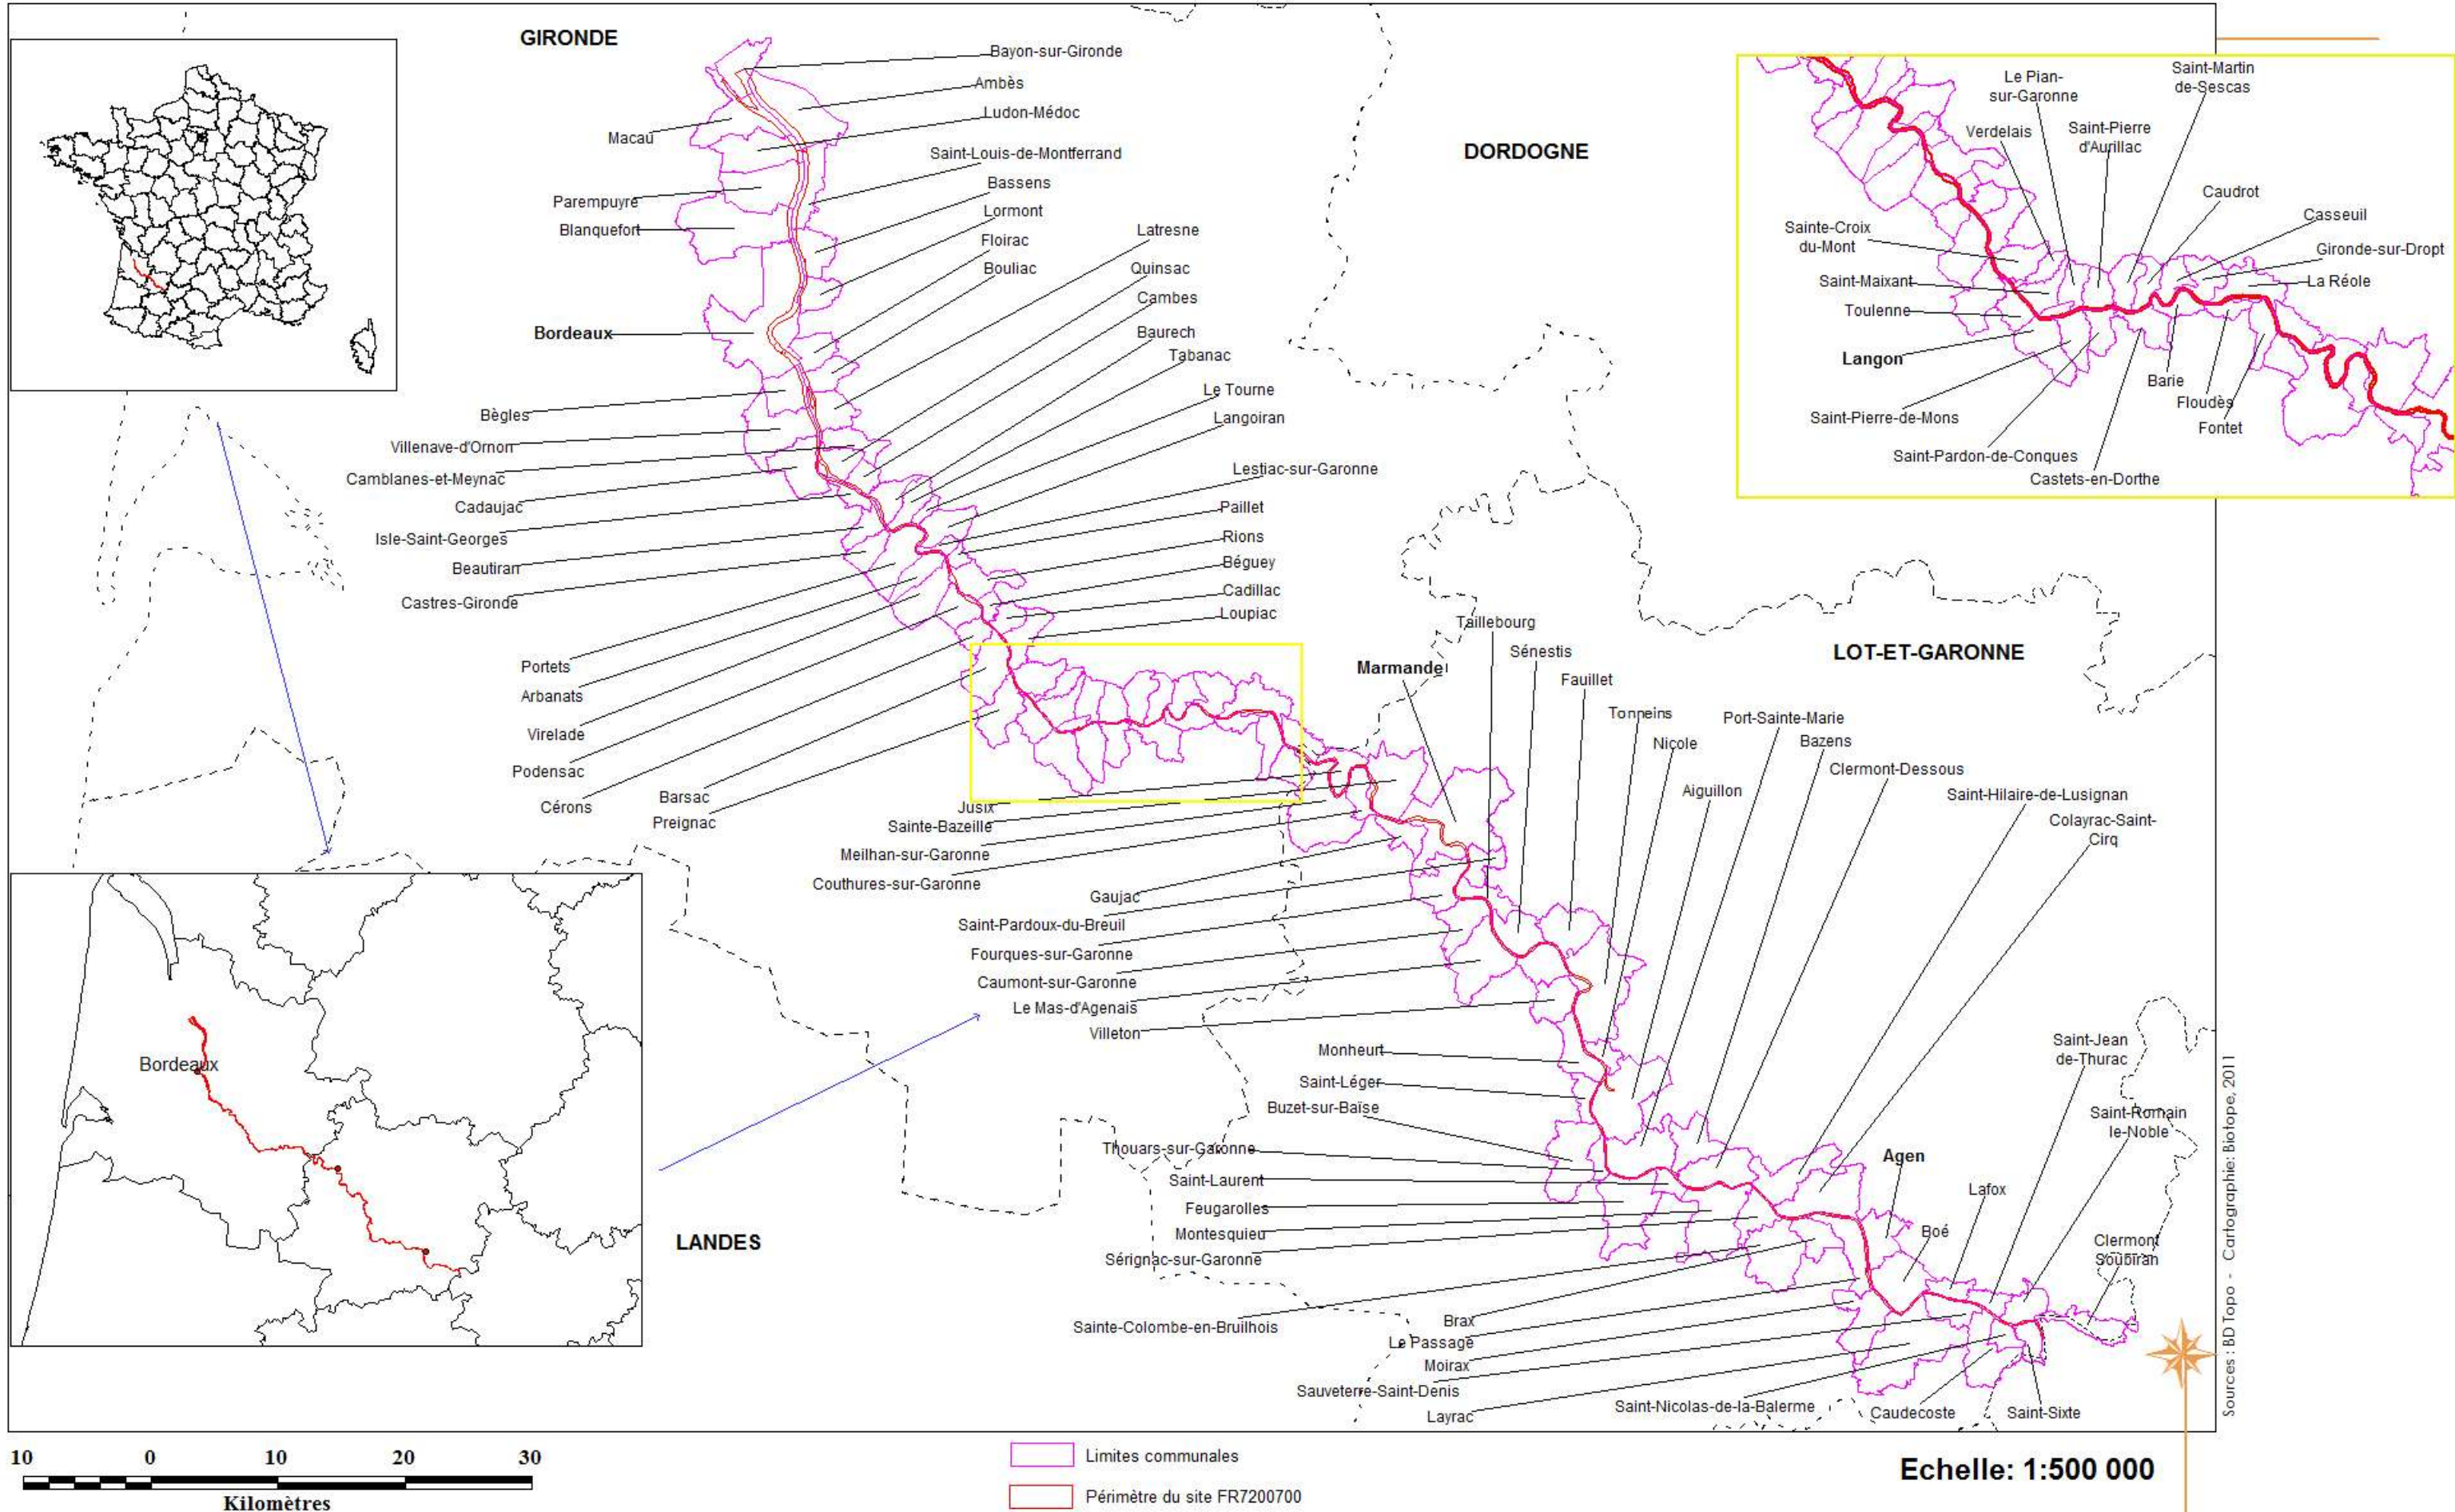 GIRONDE
Bayon-sur-Gironde
Ambès
Ludon-Médoc
Macau
Saint-Louis-de-Montferrand
Bassens
Parempuyre
Lormont
Blanquefort
Floirac
Latresne
Bouliac
Quinsac
Cambes
Bordeaux
Baurech
Tabanac
Le Tourne
Bègles
Langoiran
Villenave-d'Ornon
Lestiac-sur-Garonne
Camblanes-et-Meynac
Cadaujac
Paillet
Isle-Saint-Georges
Rions
Beautiran
Béguey
Castres-Gironde
Cadillac
Loupiac
Portets
Arbanats
Virelade
Podensac
Cérons
Barsac
Preignac
DORDOGNE
Le Pian-
sur-Garonne
Saint-Martin
de-Sescas
Verdelais
Saint-Pierre
d'Aurillac
Caudrot
Casseuil
Sainte-Croix
du-Mont
Gironde-sur-Dropt
Saint-Maixant
La Réole
Toulenne
Langon
Barie
Saint-Pierre-de-Mons
Floudès
Fontet
Saint-Pardon-de-Conques
Castets-en-Dorthe
LOT-ET-GARONNE
Taillebourg
Sénestis
Marmande
Fauillet
Tonneins
Port-Sainte-Marie
Nicole
Bazens
Clermont-Dessous
Aiguillon
Saint-Hilaire-de-Lusignan
Colayrac-Saint-
Cirq
Jusix
Sainte-Bazeille
Meilhan-sur-Garonne
Couthures-sur-Garonne
Gaujac
Saint-Pardoux-du-Breuil
Fourques-sur-Garonne
Caumont-sur-Garonne
Le Mas-d'Agenais
Villeton
Monheurt
Saint-Léger
Buzet-sur-Baïse
Thouars-sur-Garonne
Saint-Laurent
Feugarolles
Montesquieu
Sérignac-sur-Garonne
Sainte-Colombe-en-Bruilhois
Brax
Le Passage
Moirax
Sauveterre-Saint-Denis
Layrac
Saint-Nicolas-de-la-Balerme
Caudecoste
Saint-Sixte
Saint-Jean
de-Thurac
Saint-Romain
le-Noble
Agen
Lafox
Boé
Clermont
Soubiran
Bordeaux
LANDES
Sources : BD Topo - Cartographie: Biotope, 2011
10 0 10 20 30
Kilomètres
Limites communales
Périmètre du site FR7200700
Echelle: 1:500 000